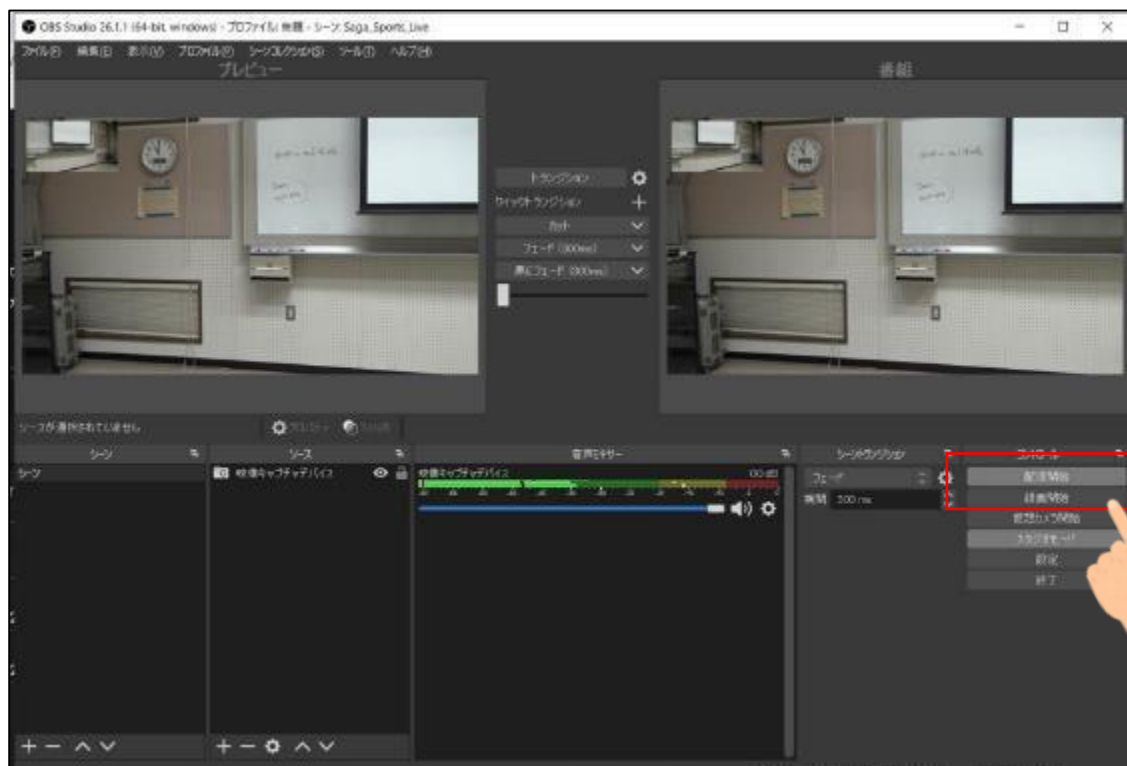 OBS Studio 26.1.1 (64-bit, windows) - プロファイル: 無題 - シーン: Saga_Sports_Live
ファイル(F) 編集(E) 表示(V) プロファイル(P) シーンコレクション(S) ツール(T) ヘルプ(H)
プレビュー
番組
トランジション
クイックトランジション
カット
フェード (300ms)
黒にフェード (300ms)
ソースが選択されていません
プロパティ フィルタ
シーン
シーン
ソース
映像キャプチャデバイス
音声ミキサー
映像キャプチャデバイス
0.0 dB
シーントランジション
フェード
期間 300 ms
コントロール
配信開始
録画開始
仮想カメラ開始
スタジオモード
設定
終了